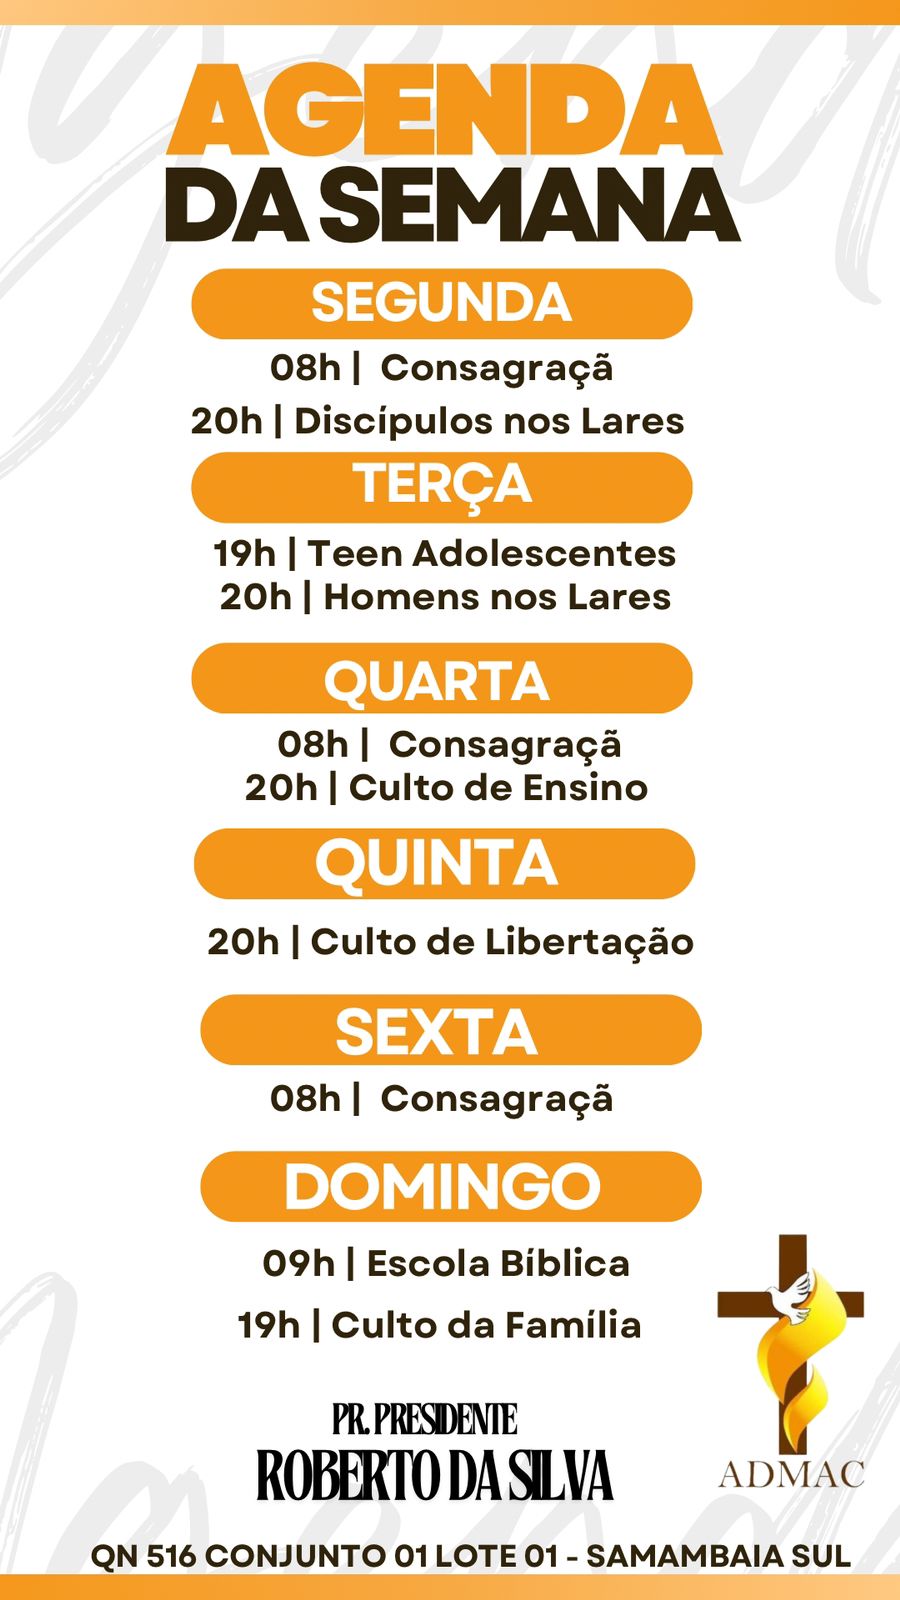 AGENDA
DA SEMANA
SEGUNDA
08h | Consagraçã
20h | Discípulos nos Lares
TERÇA
19h | Teen Adolescentes
20h | Homens nos Lares
QUARTA
08h | Consagraçã
20h | Culto de Ensino
QUINTA
20h | Culto de Libertação
SEXTA
08h | Consagraçã
DOMINGO
09h | Escola Bíblica
19h | Culto da Família
PR. PRESIDENTE
ROBERTO DA SILVA
ADMAC
QN 516 CONJUNTO 01 LOTE 01 - SAMAMBAIA SUL